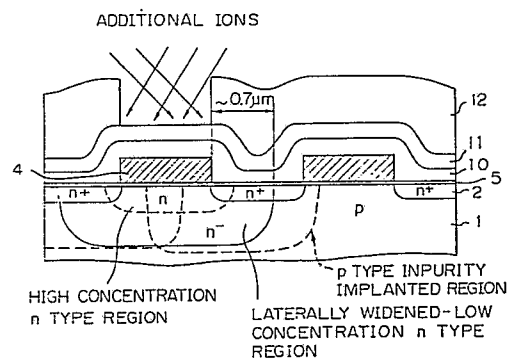 ADDITIONAL IONS
~0.7μm
12
11
10
5
2
1
4
n+
n
n+
n+
n⁻
P
HIGH CONCENTRATION
n TYPE REGION
P TYPE INPURITY
IMPLANTED REGION
LATERALLY WIDENED-LOW
CONCENTRATION n TYPE
REGION